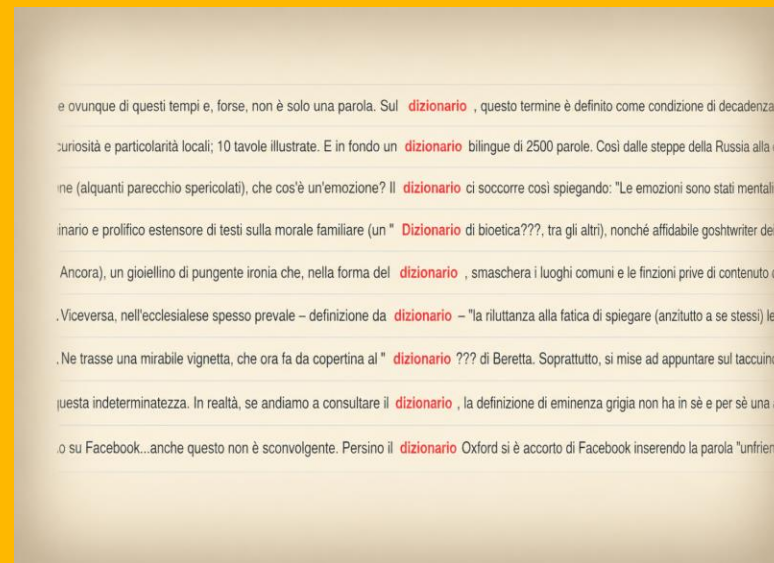 e ovunque di questi tempi e, forse, non è solo una parola. Sul dizionario , questo termine è definito come condizione di decadenza
curiosità e particolarità locali; 10 tavole illustrate. E in fondo un dizionario bilingue di 2500 parole. Così dalle steppe della Russia alla
ne (alquanti parecchio spericolati), che cos'è un'emozione? Il dizionario ci soccorre così spiegando: "Le emozioni sono stati mentali
inario e prolifico estensore di testi sulla morale familiare (un " Dizionario di bioetica???, tra gli altri), nonché affidabile goshtwriter dei
Ancora), un gioiellino di pungente ironia che, nella forma del dizionario , smaschera i luoghi comuni e le finzioni prive di contenuto
. Viceversa, nell'ecclesialese spesso prevale – definizione da dizionario – "la riluttanza alla fatica di spiegare (anzitutto a se stessi) le
. Ne trasse una mirabile vignetta, che ora fa da copertina al " dizionario ??? di Beretta. Soprattutto, si mise ad appuntare sul taccuino
questa indeterminatezza. In realtà, se andiamo a consultare il dizionario , la definizione di eminenza grigia non ha in sè e per sè una
.o su Facebook...anche questo non è sconvolgente. Persino il dizionario Oxford si è accorto di Facebook inserendo la parola "unfrien